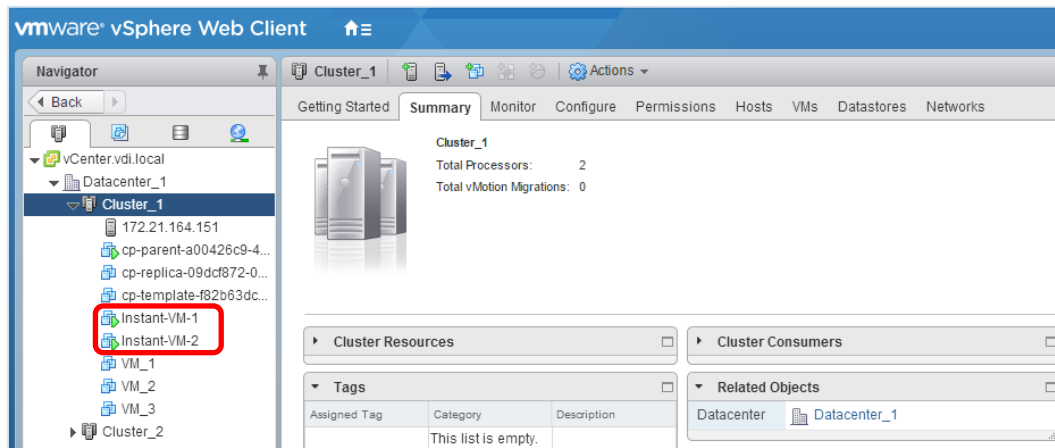 vmware® vSphere Web Client
Navigator
Back
vCenter.vdi.local
Datacenter_1
Cluster_1
172.21.164.151
cp-parent-a00426c9-4...
cp-replica-09dcf872-0...
cp-template-f82b63dc...
Instant-VM-1
Instant-VM-2
VM_1
VM_2
VM_3
Cluster_2
Cluster_1 Actions
Getting Started Summary Monitor Configure Permissions Hosts VMs Datastores Networks
Cluster_1
Total Processors: 2
Total vMotion Migrations: 0
Cluster Resources
Cluster Consumers
Tags
Assigned Tag Category Description
This list is empty.
Related Objects
Datacenter Datacenter_1